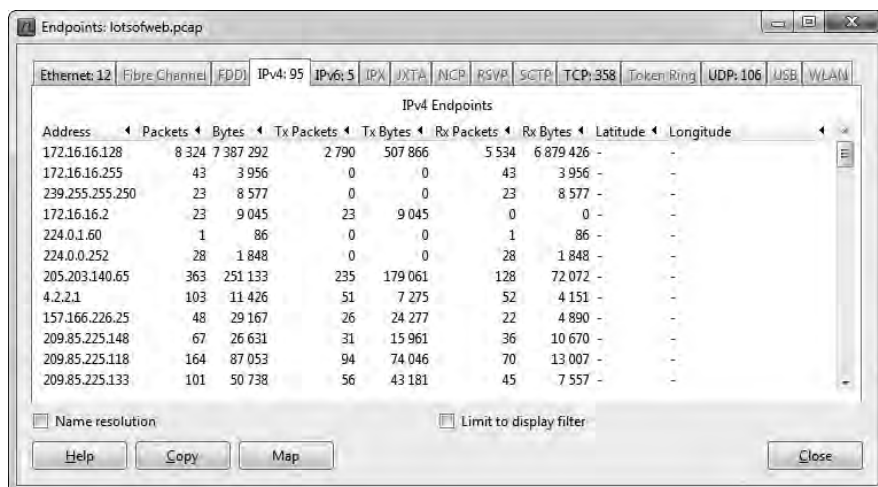 Endpoints: lotsofweb.pcap
Ethernet: 12 Fibre Channel FDDI IPv4: 95 IPv6: 5 IPX JXTA NCP RSVP SCTP TCP: 358 Token Ring UDP: 106 USB WLAN
IPv4 Endpoints
Address Packets Bytes Tx Packets Tx Bytes Rx Packets Rx Bytes Latitude Longitude
172.16.16.128 8 324 7 387 292 2 790 507 866 5 534 6 879 426 - -
172.16.16.255 43 3 956 0 0 43 3 956 - -
239.255.255.250 23 8 577 0 0 23 8 577 - -
172.16.16.2 23 9 045 23 9 045 0 0 - -
224.0.1.60 1 86 0 0 1 86 - -
224.0.0.252 28 1 848 0 0 28 1 848 - -
205.203.140.65 363 251 133 235 179 061 128 72 072 - -
4.2.2.1 103 11 426 51 7 275 52 4 151 - -
157.166.226.25 48 29 167 26 24 277 22 4 890 - -
209.85.225.148 67 26 631 31 15 961 36 10 670 - -
209.85.225.118 164 87 053 94 74 046 70 13 007 - -
209.85.225.133 101 50 738 56 43 181 45 7 557 - -
Name resolution Limit to display filter
Help Copy Map Close